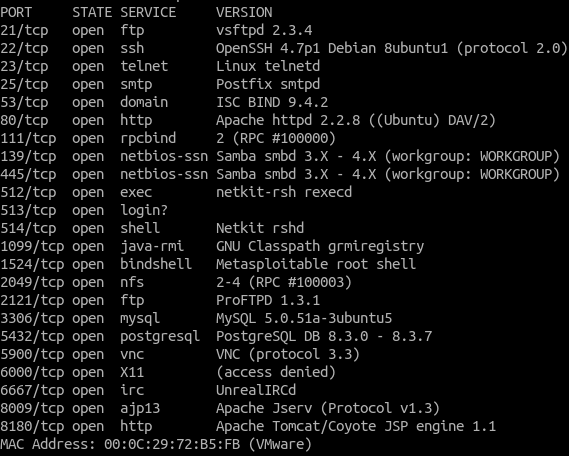 PORT     STATE SERVICE     VERSION
21/tcp   open  ftp         vsftpd 2.3.4
22/tcp   open  ssh         OpenSSH 4.7p1 Debian 8ubuntu1 (protocol 2.0)
23/tcp   open  telnet      Linux telnetd
25/tcp   open  smtp        Postfix smtpd
53/tcp   open  domain      ISC BIND 9.4.2
80/tcp   open  http        Apache httpd 2.2.8 ((Ubuntu) DAV/2)
111/tcp  open  rpcbind     2 (RPC #100000)
139/tcp  open  netbios-ssn Samba smbd 3.X - 4.X (workgroup: WORKGROUP)
445/tcp  open  netbios-ssn Samba smbd 3.X - 4.X (workgroup: WORKGROUP)
512/tcp  open  exec        netkit-rsh rexecd
513/tcp  open  login?
514/tcp  open  shell       Netkit rshd
1099/tcp open  java-rmi    GNU Classpath grmiregistry
1524/tcp open  bindshell   Metasploitable root shell
2049/tcp open  nfs         2-4 (RPC #100003)
2121/tcp open  ftp         ProFTPD 1.3.1
3306/tcp open  mysql       MySQL 5.0.51a-3ubuntu5
5432/tcp open  postgresql  PostgreSQL DB 8.3.0 - 8.3.7
5900/tcp open  vnc         VNC (protocol 3.3)
6000/tcp open  X11         (access denied)
6667/tcp open  irc         UnrealIRCd
8009/tcp open  ajp13       Apache Jserv (Protocol v1.3)
8180/tcp open  http        Apache Tomcat/Coyote JSP engine 1.1
MAC Address: 00:0C:29:72:B5:FB (VMware)